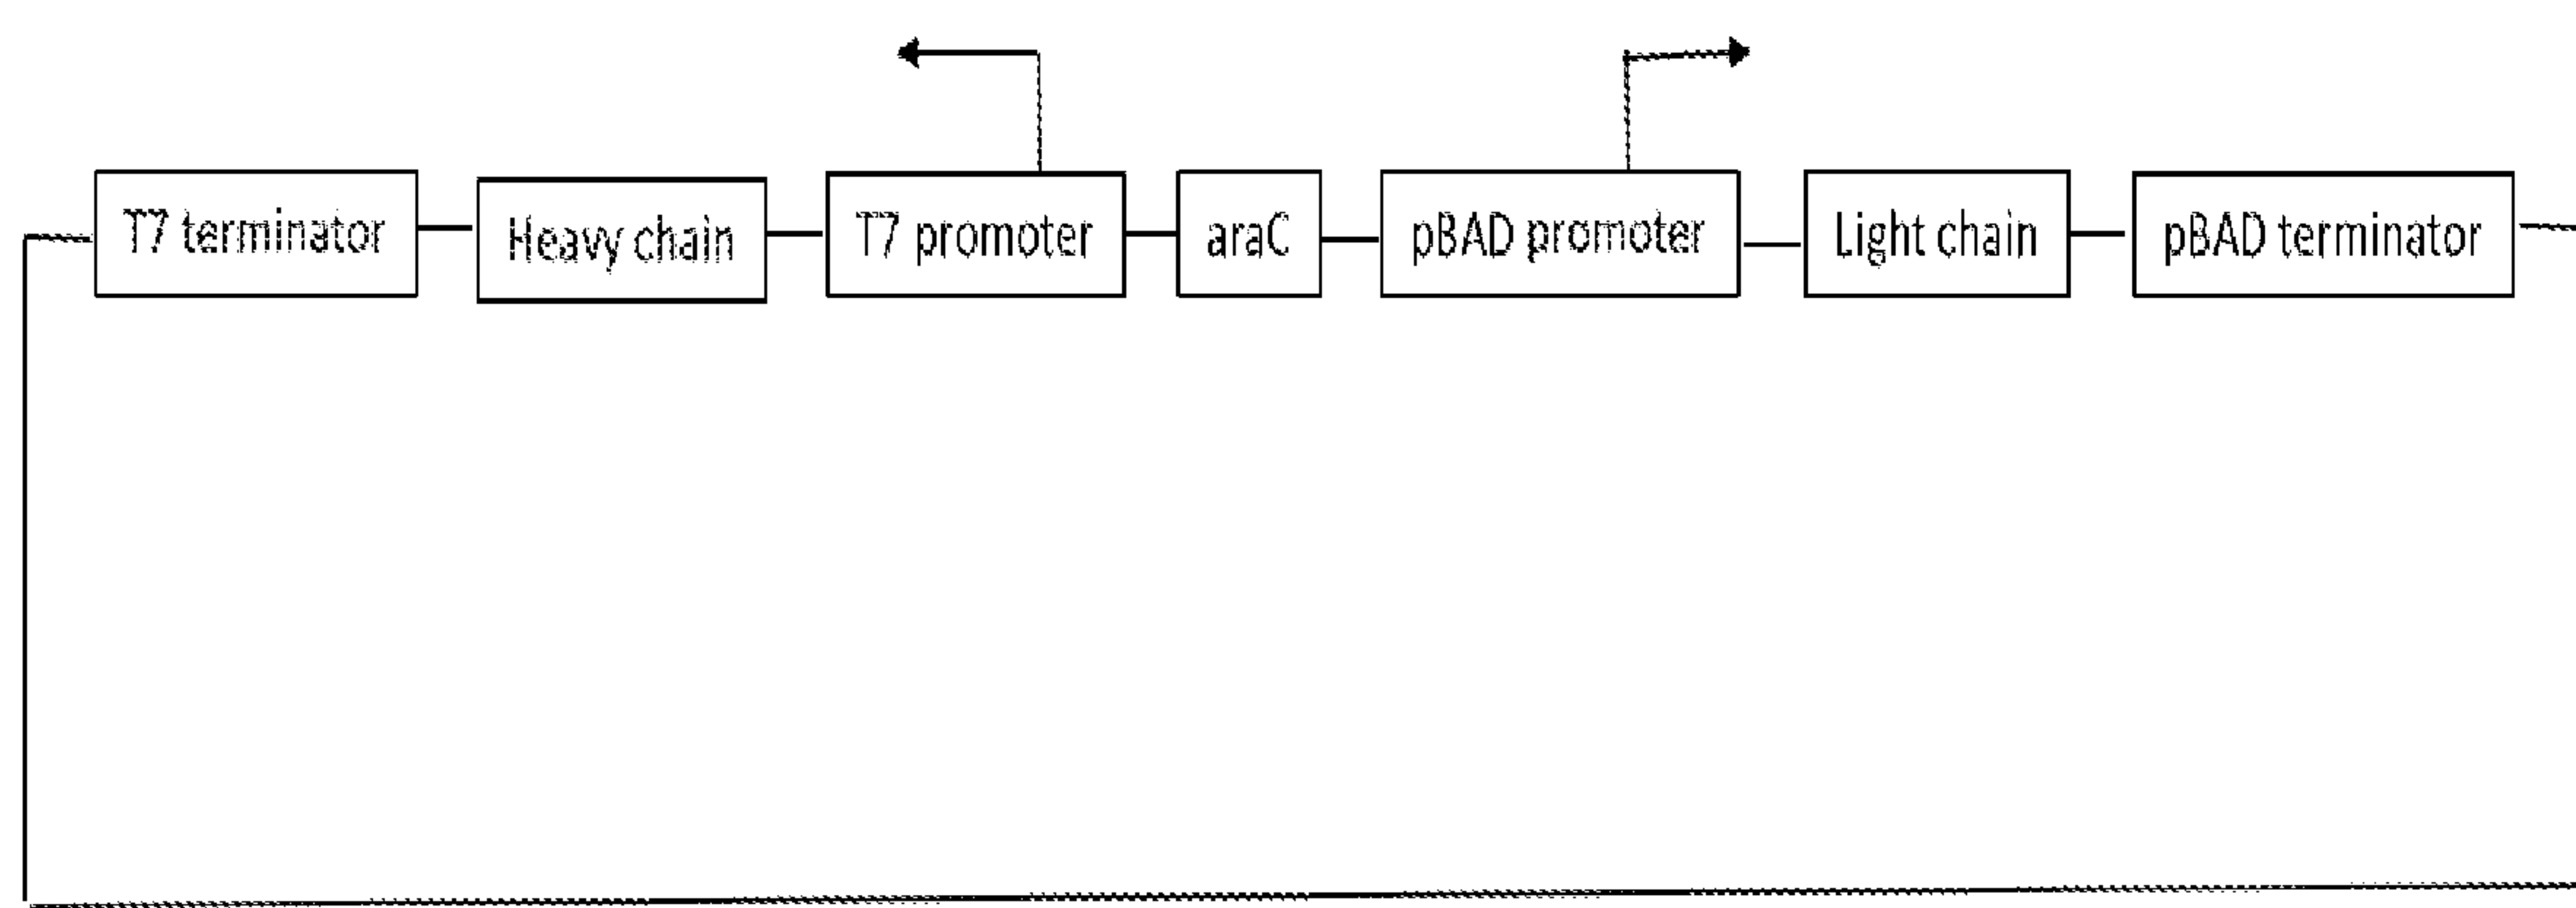 T7 terminator
Heavy chain
T7 promoter
araC
pBAD promoter
Light chain
pBAD terminator